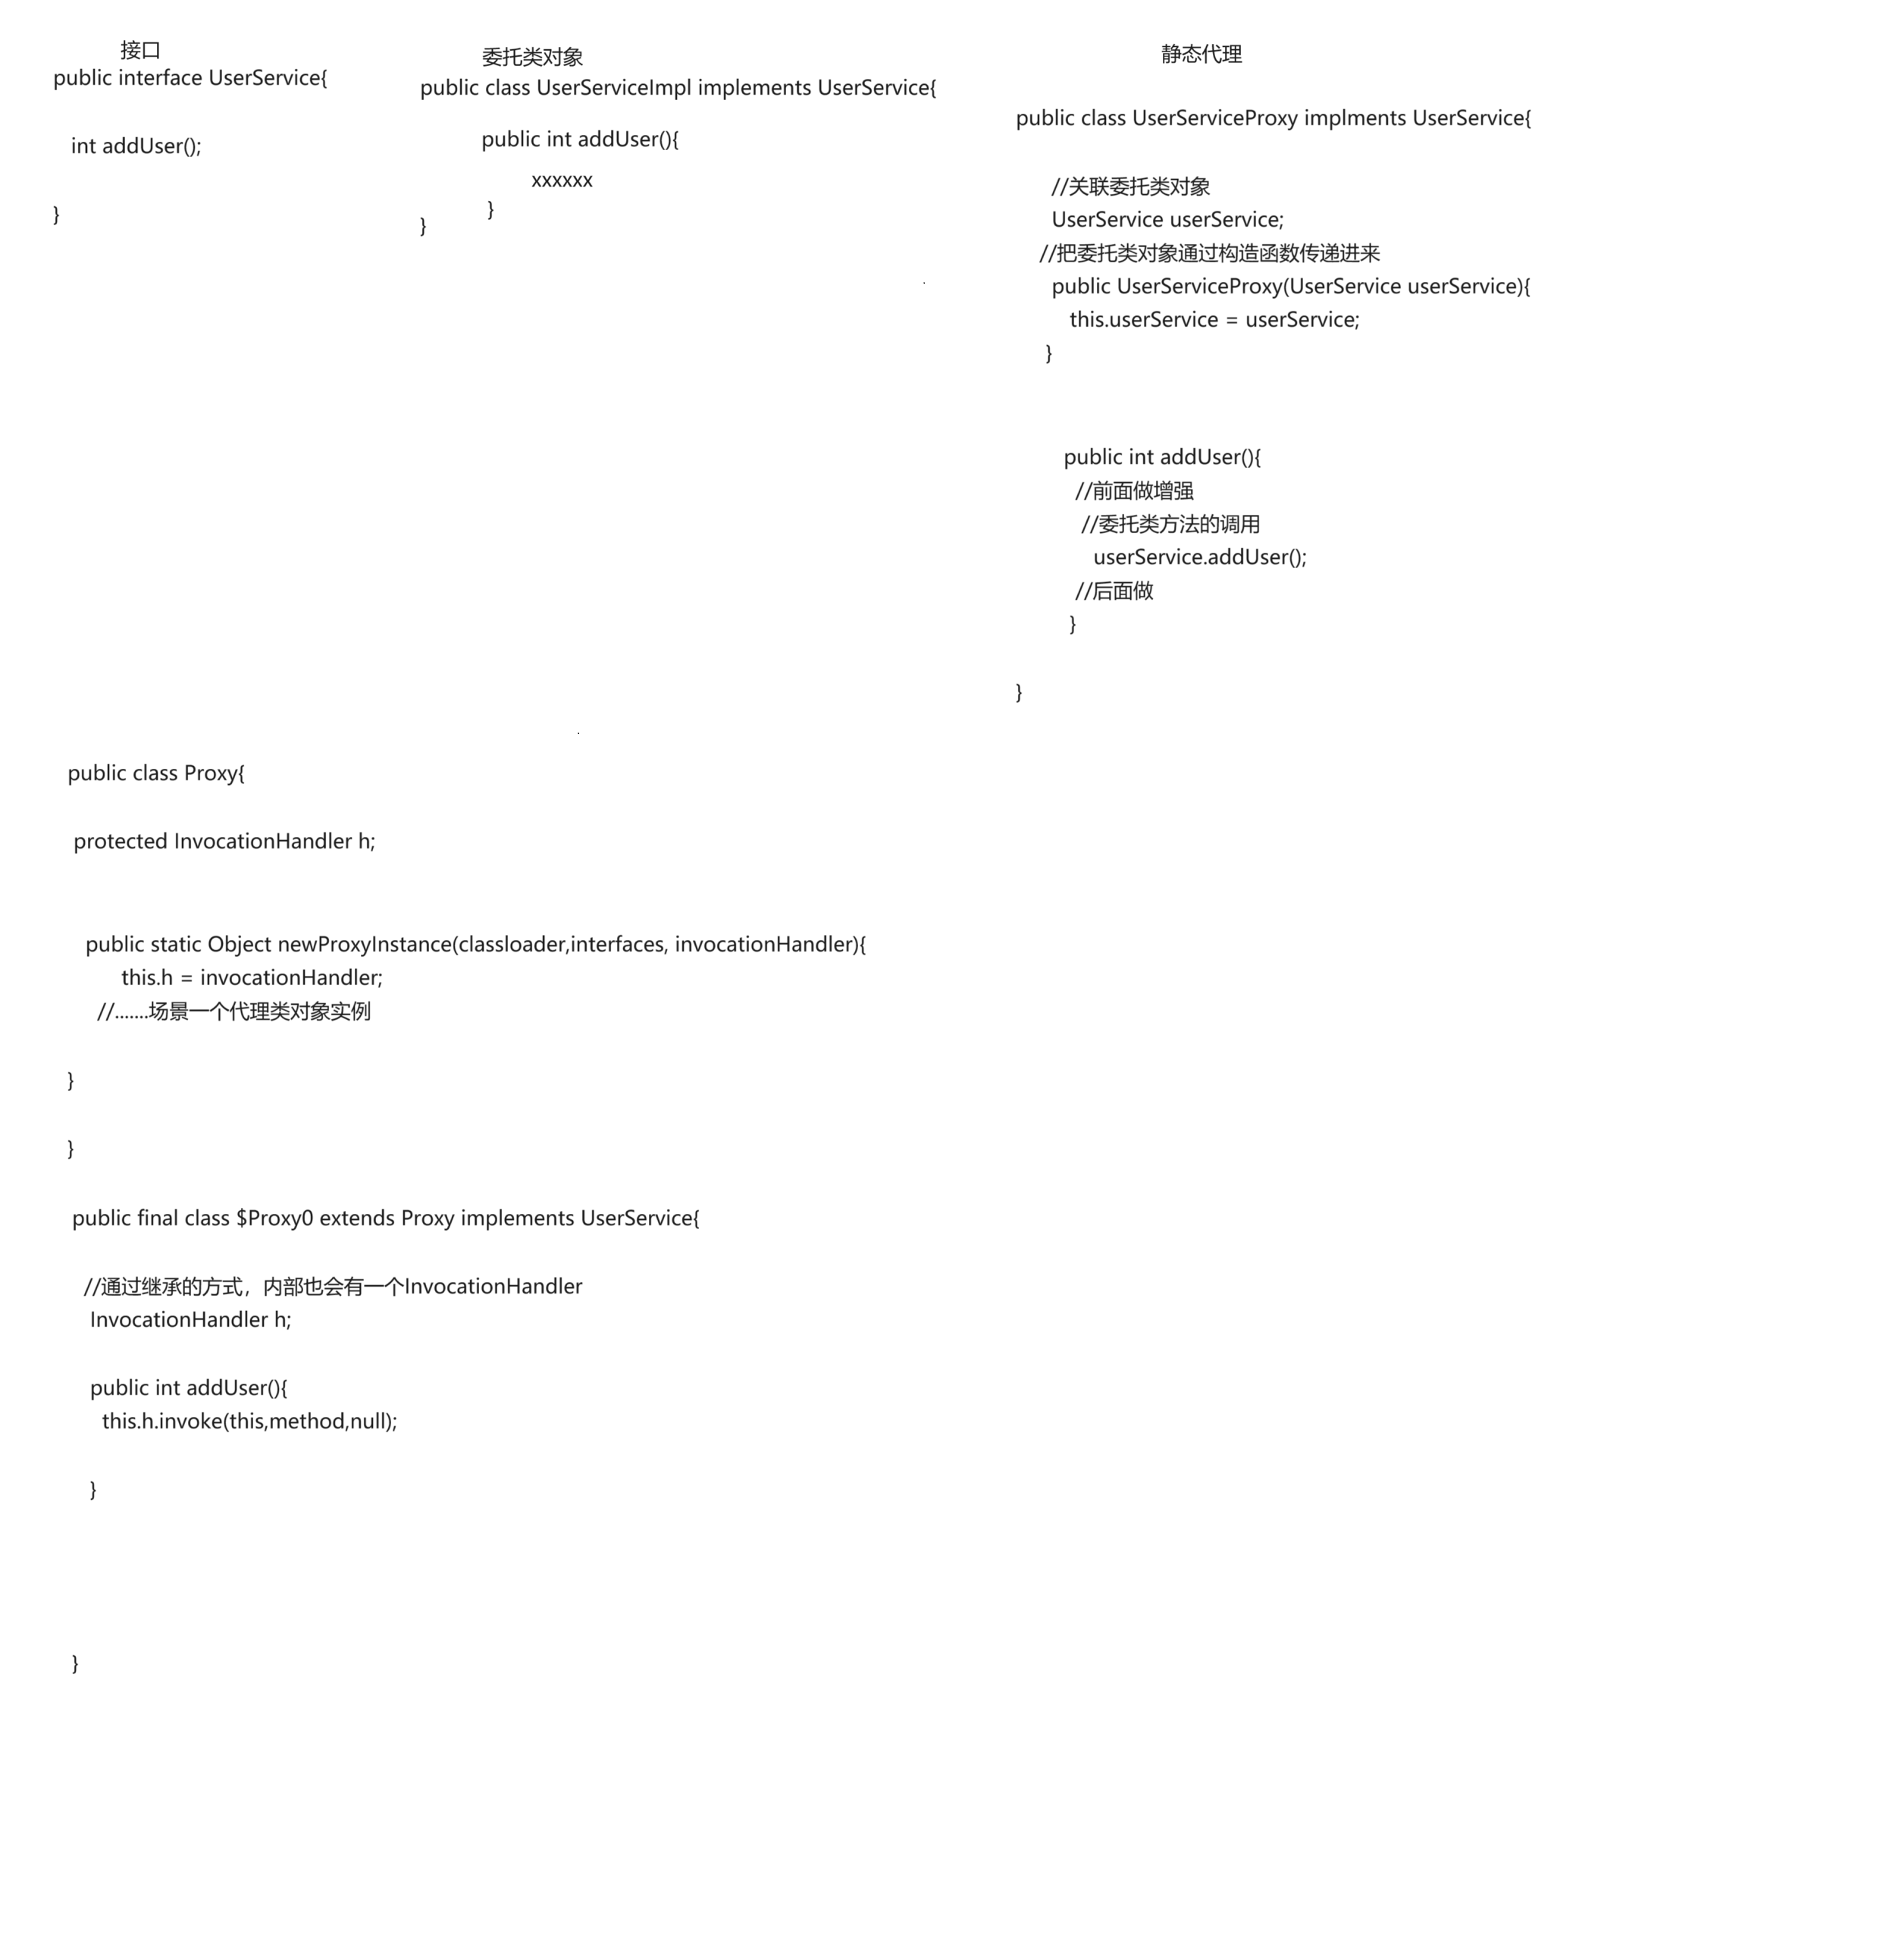 接口
public interface UserService{
int addUser();
}
委托类对象
public class UserServiceImpl implements UserService{
public int addUser(){
xxxxxx
}
}
静态代理
public class UserServiceProxy implments UserService{
//关联委托类对象
UserService userService;
//把委托类对象通过构造函数传递进来
public UserServiceProxy(UserService userService){
this.userService = userService;
}
public int addUser(){
//前面做增强
//委托类方法的调用
userService.addUser();
//后面做
}
}
public class Proxy{
protected InvocationHandler h;
public static Object newProxyInstance(classloader,interfaces, invocationHandler){
this.h = invocationHandler;
//.......场景一个代理类对象实例
}
}
public final class $Proxy0 extends Proxy implements UserService{
//通过继承的方式，内部也会有一个InvocationHandler
InvocationHandler h;
public int addUser(){
this.h.invoke(this,method,null);
}
}